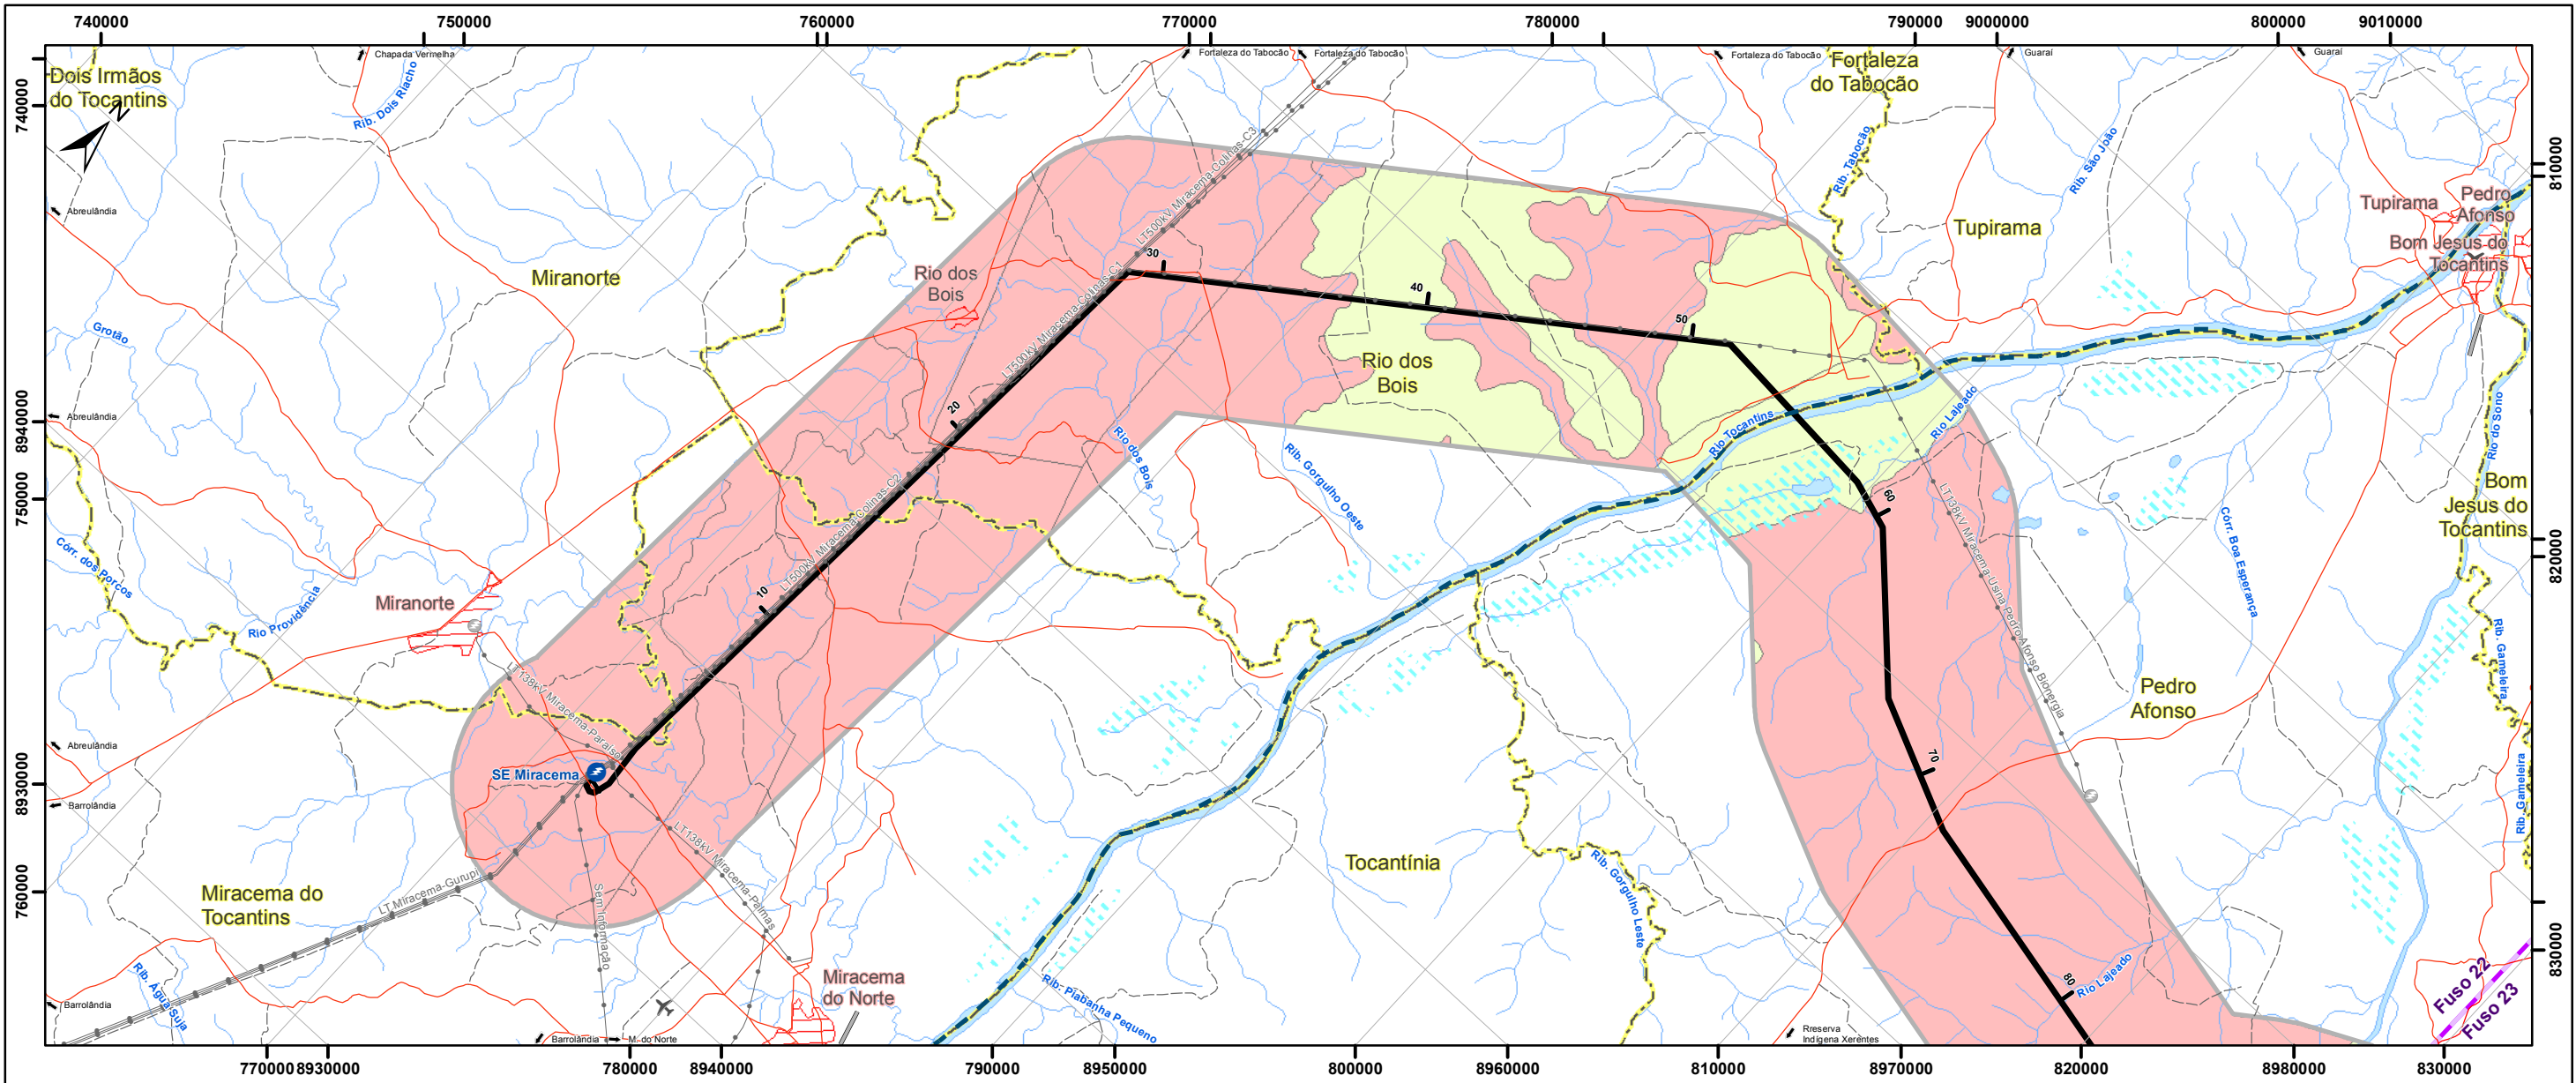 740000
750000
760000
770000
780000
790000
9000000
800000
9010000
Chapada Vermelha
Fortaleza do Tabocão
Fortaleza do Tabocão
Fortaleza do Tabocão
Guaraí
Guaraí
Dois Irmãos
do Tocantins
N
Rib. Dois Riacho
Fortaleza
do Tabocão
740000
810000
Abreulândia
Miranorte
Rio dos
Bois
LT500kV Miracema-Colinas-C3
LT500kV Miracema-Colinas-C1
30
40
50
Rib. Tabocão
Rib. São João
Tupirama
Tupirama
Pedro
Afonso
Bom Jesus do
Tocantins
Grotão
Abreulândia
8940000
20
Rio dos
Bois
Rio dos Bois
Rib. Gorgulho Oeste
Rio Tocantins
Rio Lajeado
Rio do Sono
750000
LT500kV Miracema-Colinas-C2
60
LT138kV Miracema-Usina Pedro Afonso Bionergia
Bom
Jesus do
Tocantins
820000
Córr. dos Porcos
Rio Providência
Miranorte
10
Córr. Boa Esperança
Rib. Gameleira
LT138kV Miracema-Paraíso
Pedro
Afonso
Abreulândia
8930000
SE Miracema
Barrolândia
70
Rib. Gameleira
LT138kV Miracema-Palmas
Tocantínia
Rib. Gorgulho Leste
760000
Miracema do
Tocantins
LT Miracema-Gurupi
Sem Informação
830000
Rib. Água Suja
Miracema
do Norte
Rib. Piabanha Pequeno
80
Rio Lajeado
Fuso 22
Fuso 23
Barrolândia
Barrolândia
M. do Norte
Rreserva
Indígena Xerentes
770000
8930000
780000
8940000
790000
8950000
800000
8960000
810000
8970000
820000
8980000
830000